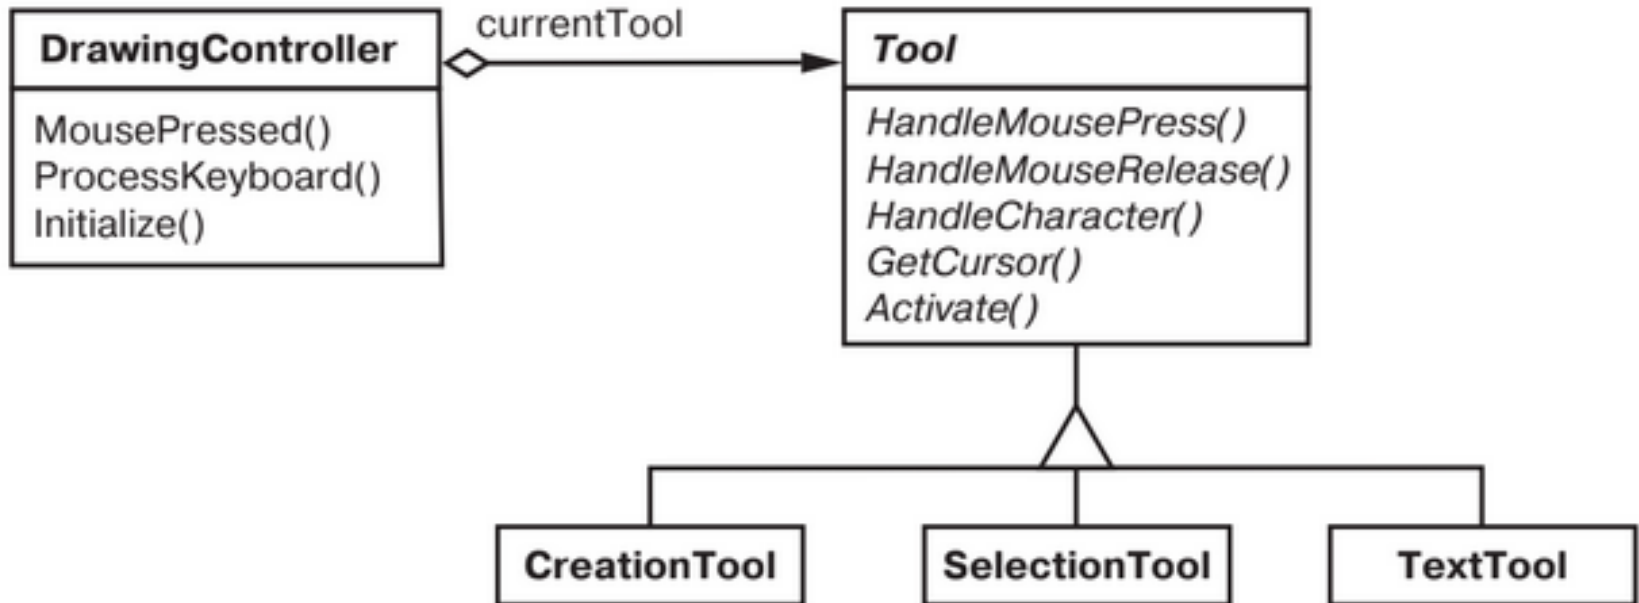 DrawingController
currentTool
Tool
MousePressed()
ProcessKeyboard()
Initialize()
HandleMousePress()
HandleMouseRelease()
HandleCharacter()
GetCursor()
Activate()
CreationTool
SelectionTool
TextTool